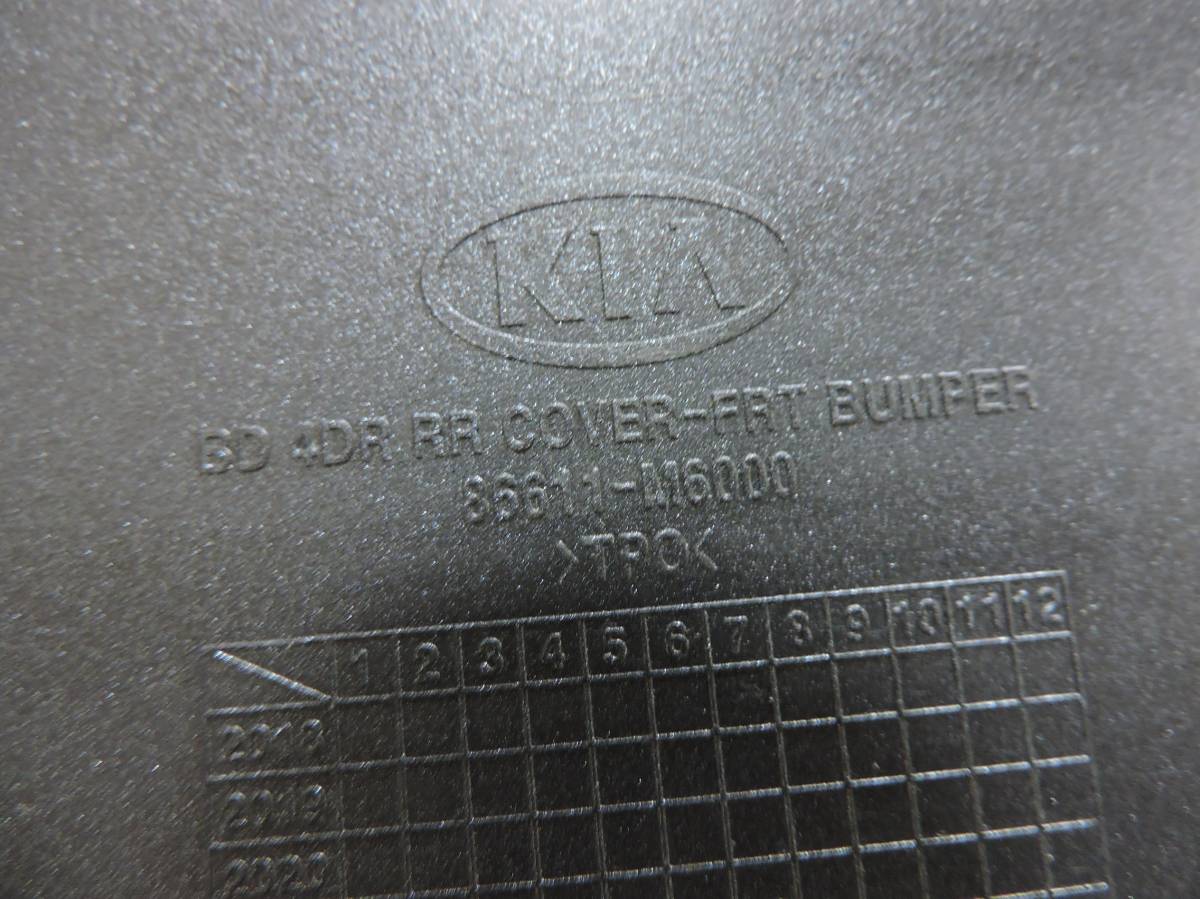 KIA
BD 4DR RR COVER-FRT BUMPER
86611-M6000
>TPO<
1 2 3 4 5 6 7 8 9 10 11 12
2018
2019
2020